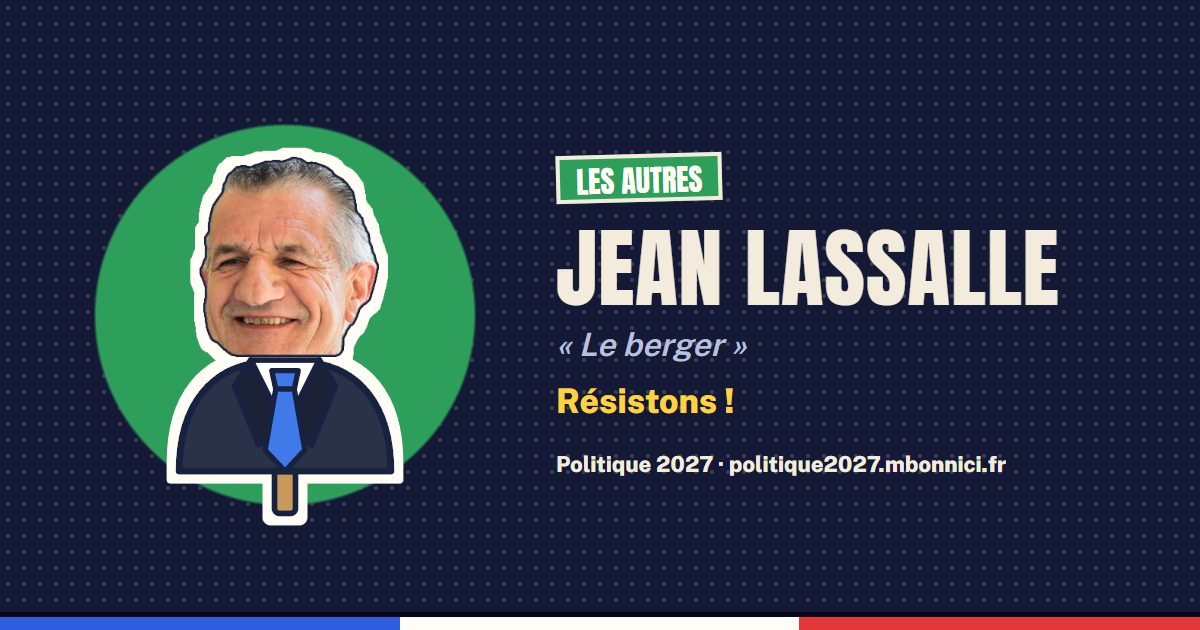 LES AUTRES
JEAN LASSALLE
« Le berger »
Résistons !
Politique 2027 · politique2027.mbonnici.fr